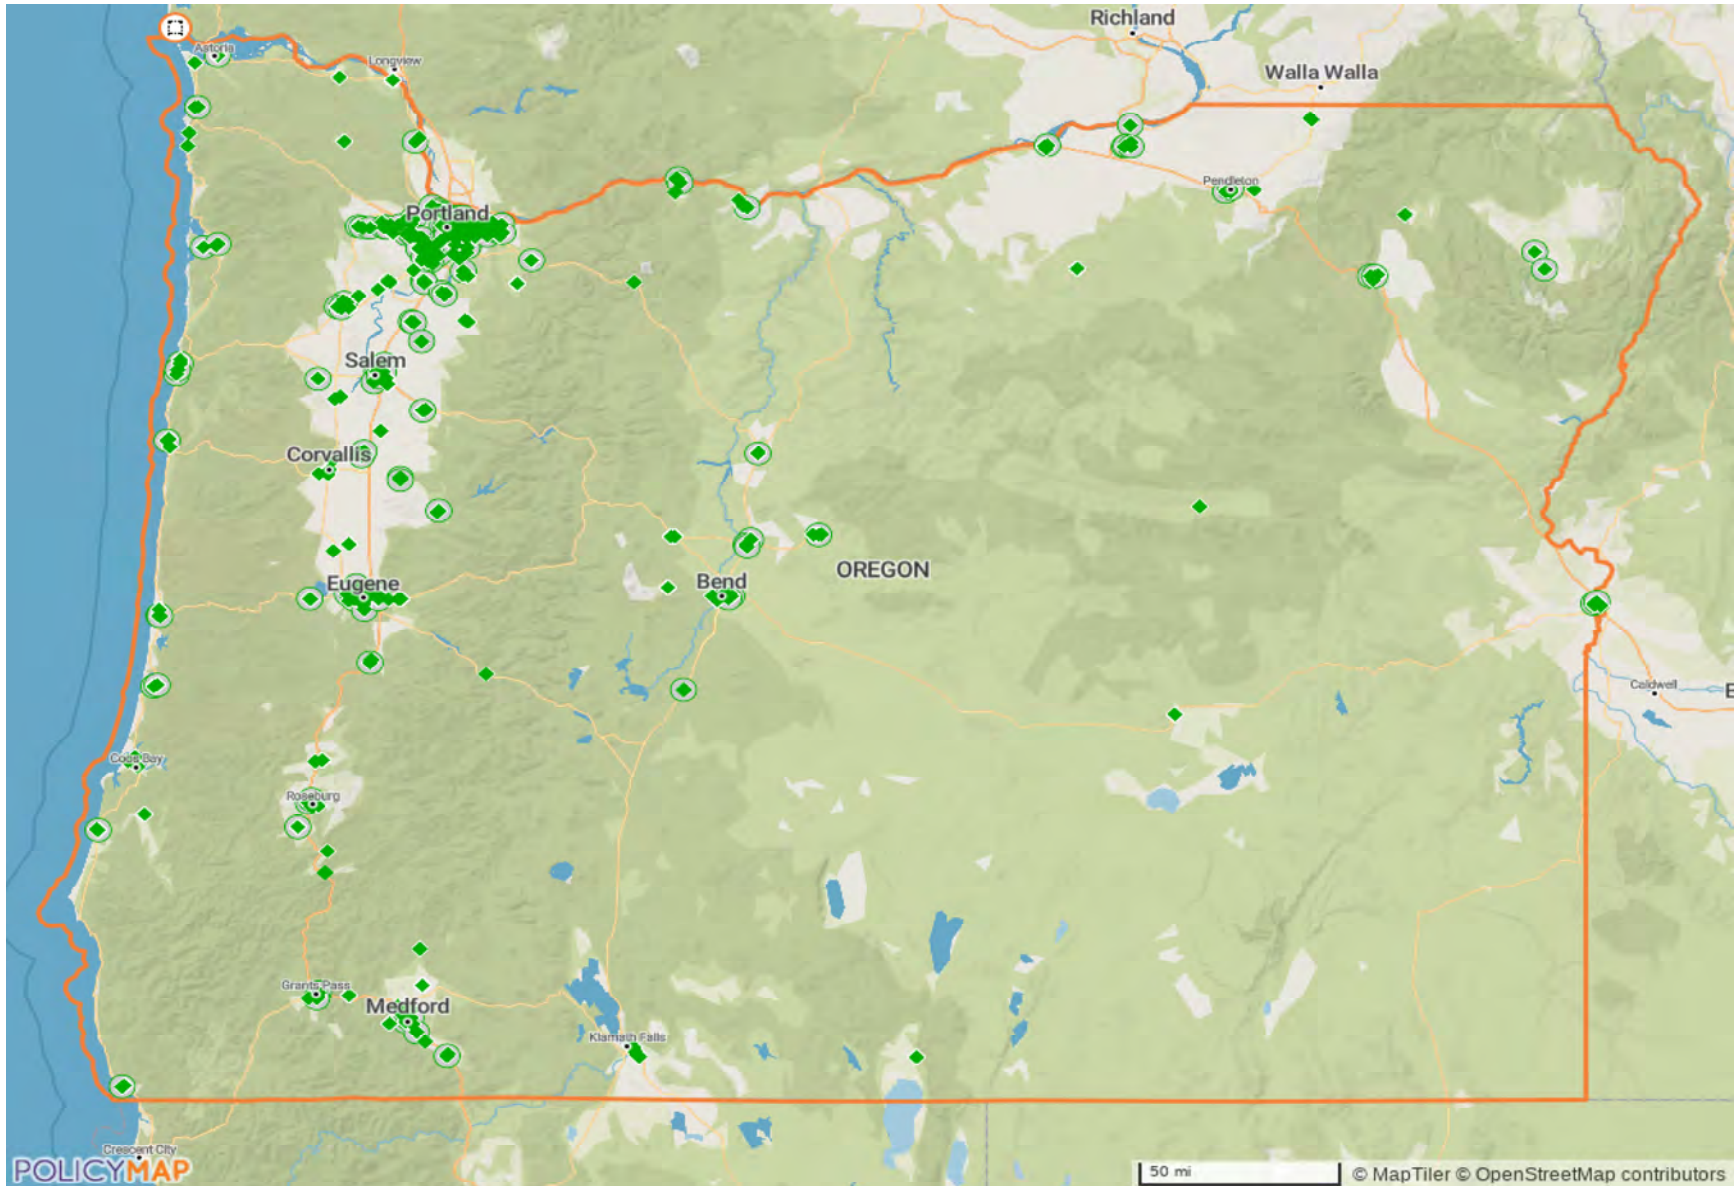 Richland
Astoria
Longview
Walla Walla
Pendleton
Portland
Salem
Corvallis
OREGON
Eugene
Bend
Caldwell
Coos Bay
Roseburg
Grants Pass
Medford
Klamath Falls
Crescent City
POLICYMAP
50 mi
© MapTiler © OpenStreetMap contributors